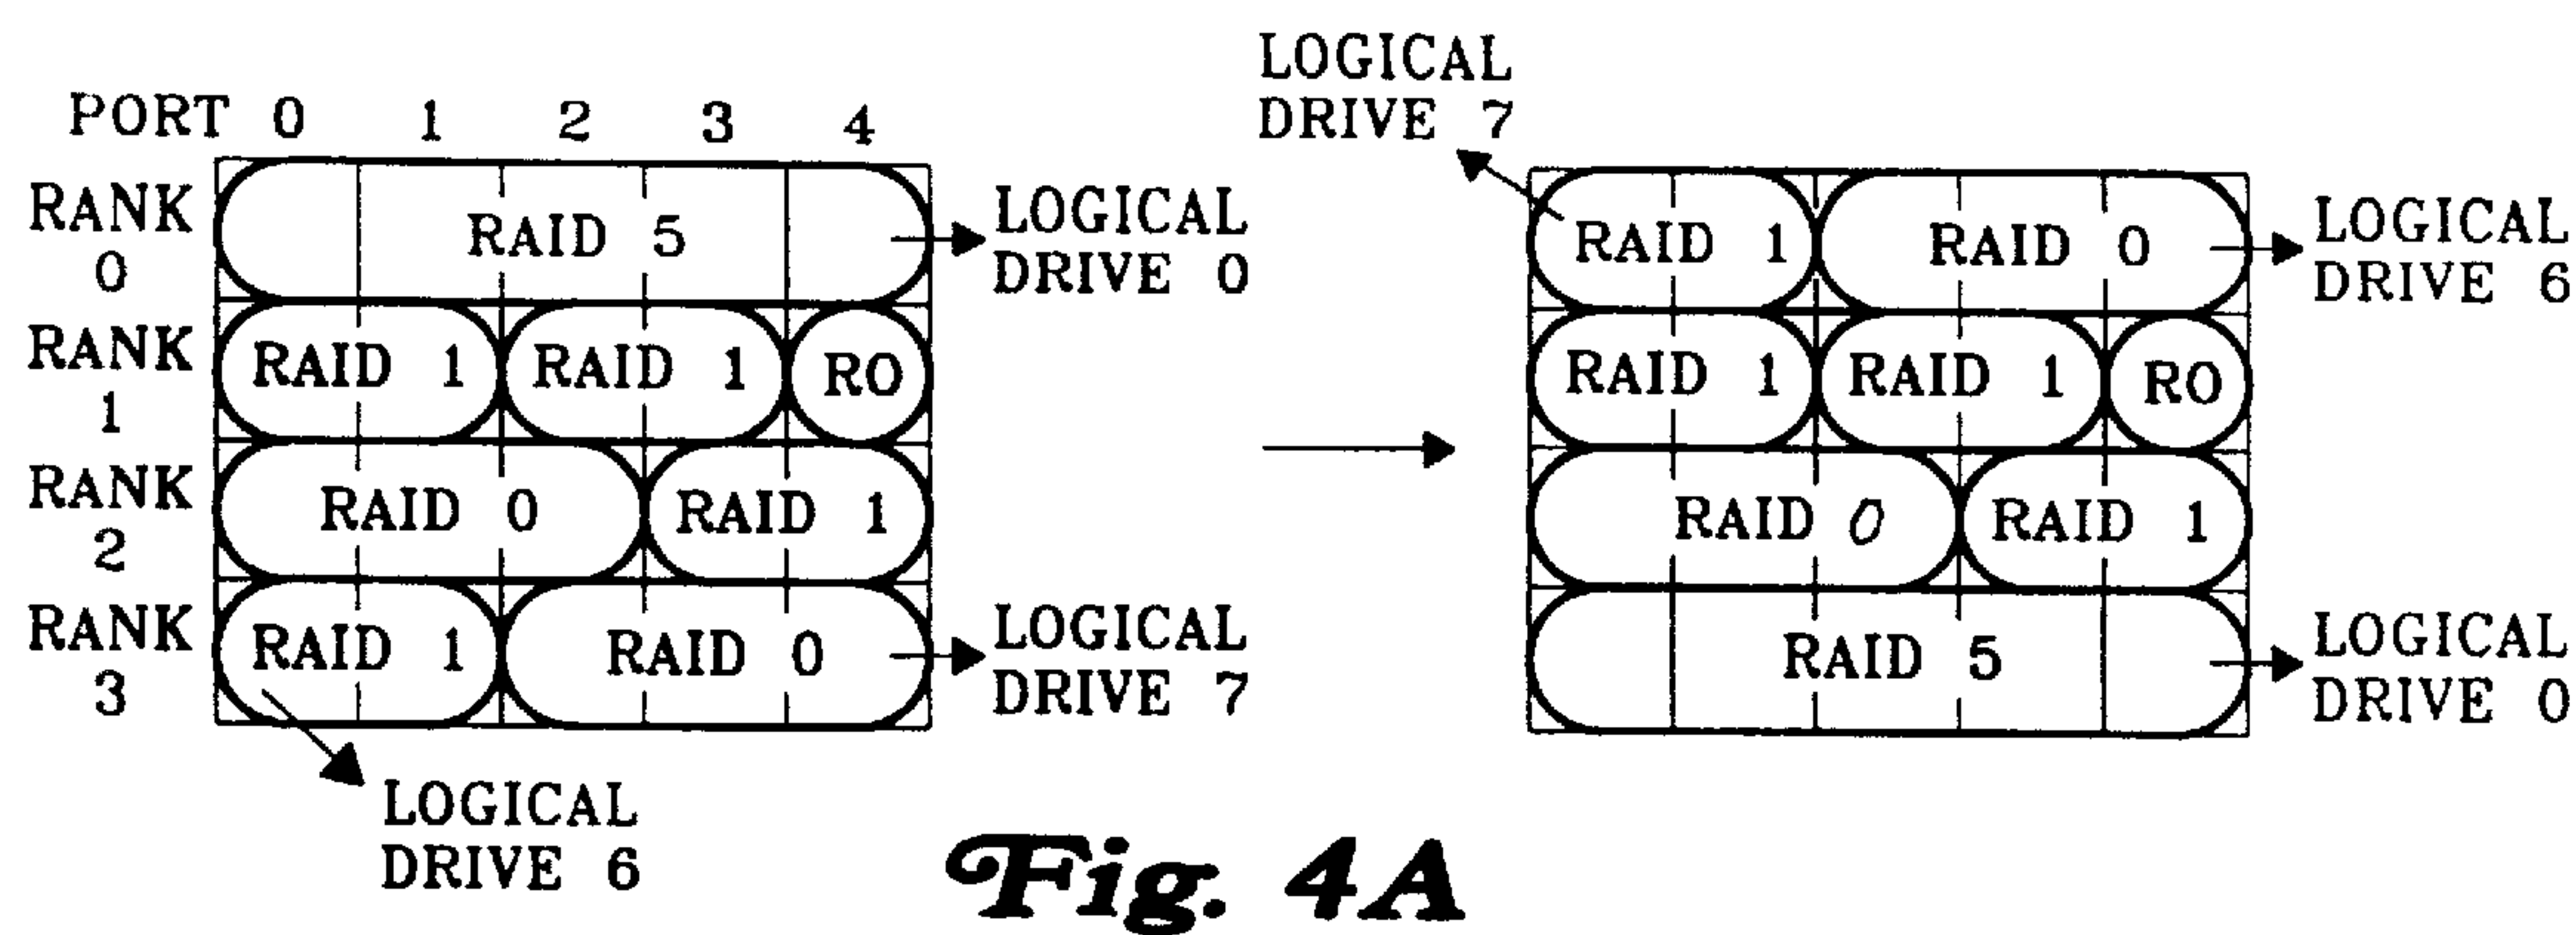 PORT 0 1 2 3 4
RANK
0
RAID 5
LOGICAL
DRIVE 0
RANK
1
RAID 1
RAID 1
RO
RANK
2
RAID 0
RAID 1
RANK
3
RAID 1
RAID 0
LOGICAL
DRIVE 7
LOGICAL
DRIVE 6
LOGICAL
DRIVE 7
RAID 1
RAID 0
LOGICAL
DRIVE 6
RAID 1
RAID 1
RO
RAID 0
RAID 1
RAID 5
LOGICAL
DRIVE 0
Fig. 4A